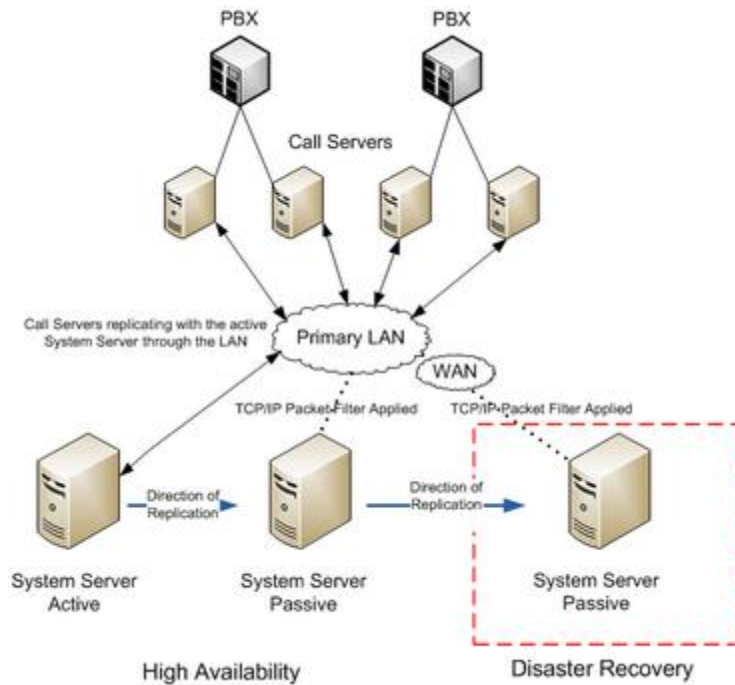 PBX
PBX
Call Servers
Call Servers replicating with the active
System Server through the LAN
Primary LAN
WAN
TCP/IP Packet Filter Applied
TCP/IP Packet Filter Applied
Direction of
Replication
Direction of
Replication
System Server
Active
System Server
Passive
System Server
Passive
High Availability
Disaster Recovery